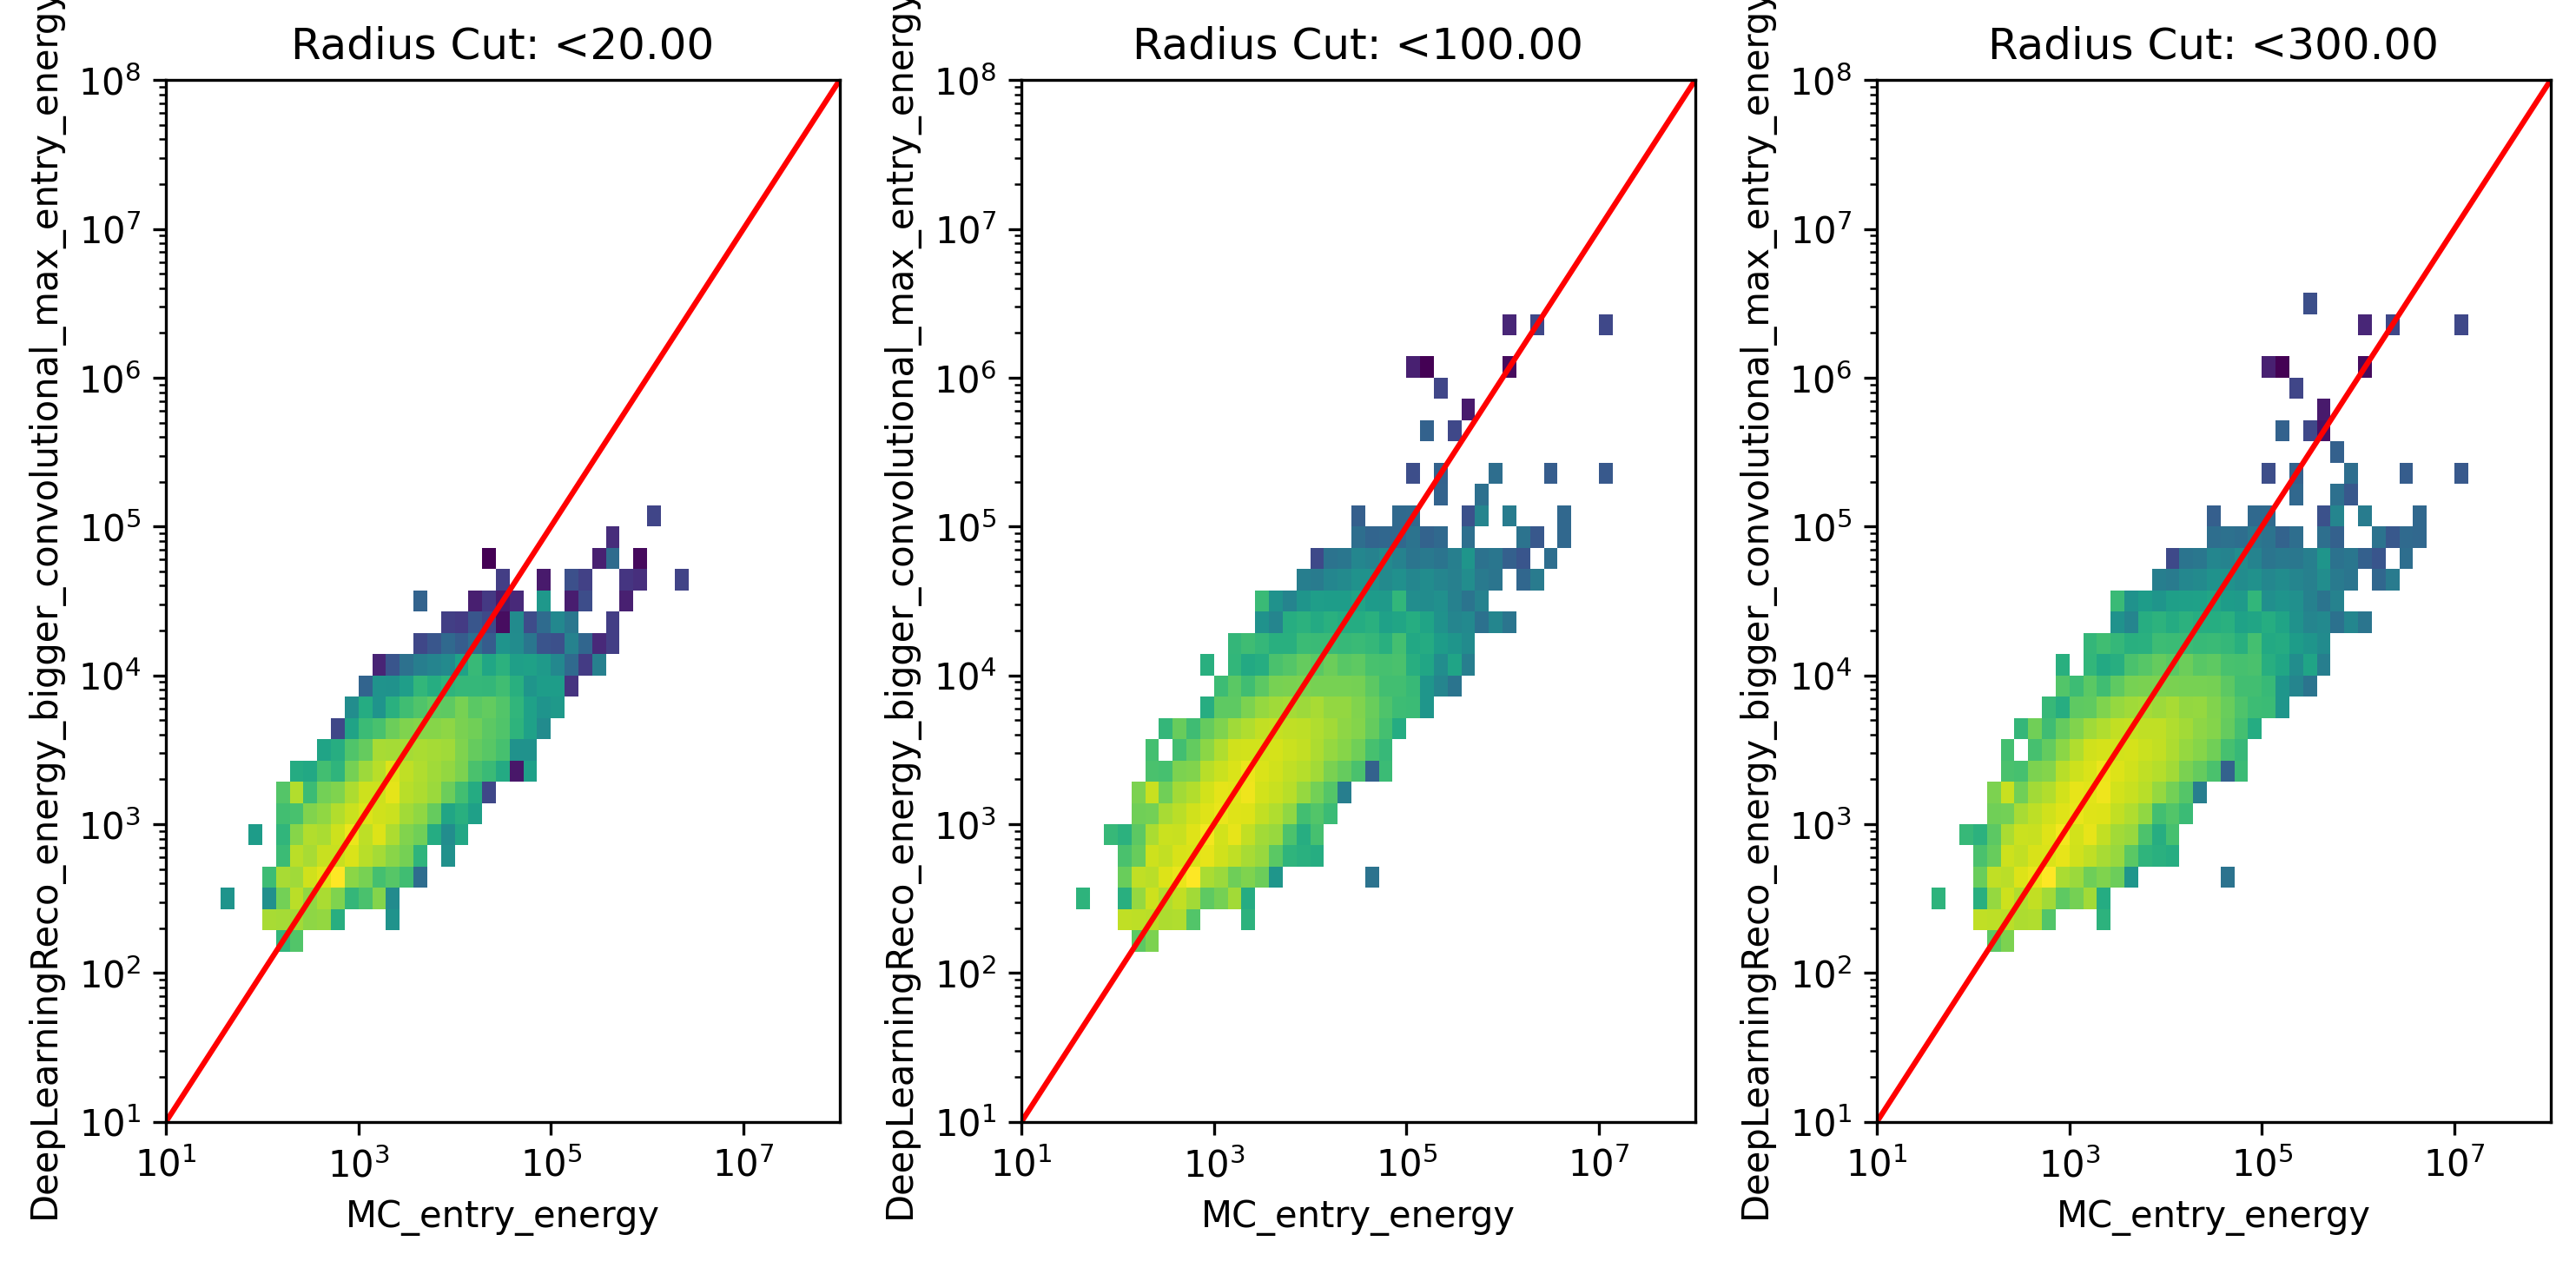 Radius Cut: <20.00
Radius Cut: <100.00
Radius Cut: <300.00
DeepLearningReco_energy_bigger_convolutional_max_entry_energy
10⁸
10⁷
10⁶
10⁵
10⁴
10³
10²
10¹
10¹ 10³ 10⁵ 10⁷
MC_entry_energy
DeepLearningReco_energy_bigger_convolutional_max_entry_energy
10⁸
10⁷
10⁶
10⁵
10⁴
10³
10²
10¹
10¹ 10³ 10⁵ 10⁷
MC_entry_energy
DeepLearningReco_energy_bigger_convolutional_max_entry_energy
10⁸
10⁷
10⁶
10⁵
10⁴
10³
10²
10¹
10¹ 10³ 10⁵ 10⁷
MC_entry_energy